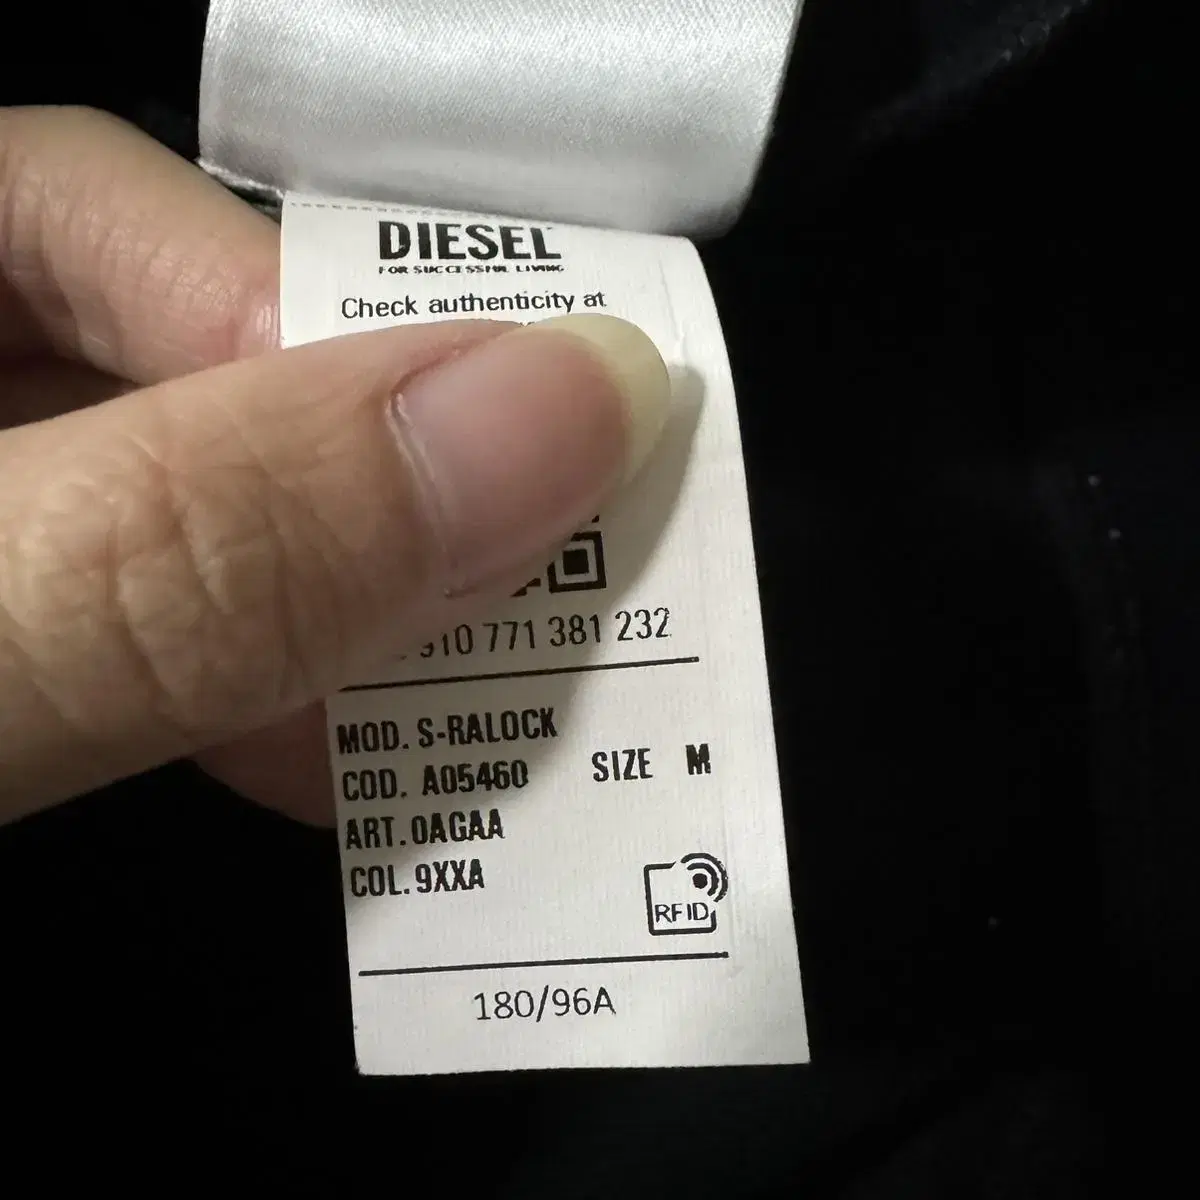 DIESEL
FOR SUCCESSFUL LIVING
Check authenticity at
910 771 381 232
MOD. S-RALOCK
COD. A05460
SIZE M
ART. 0AGAA
COL. 9XXA
RFID
180/96A